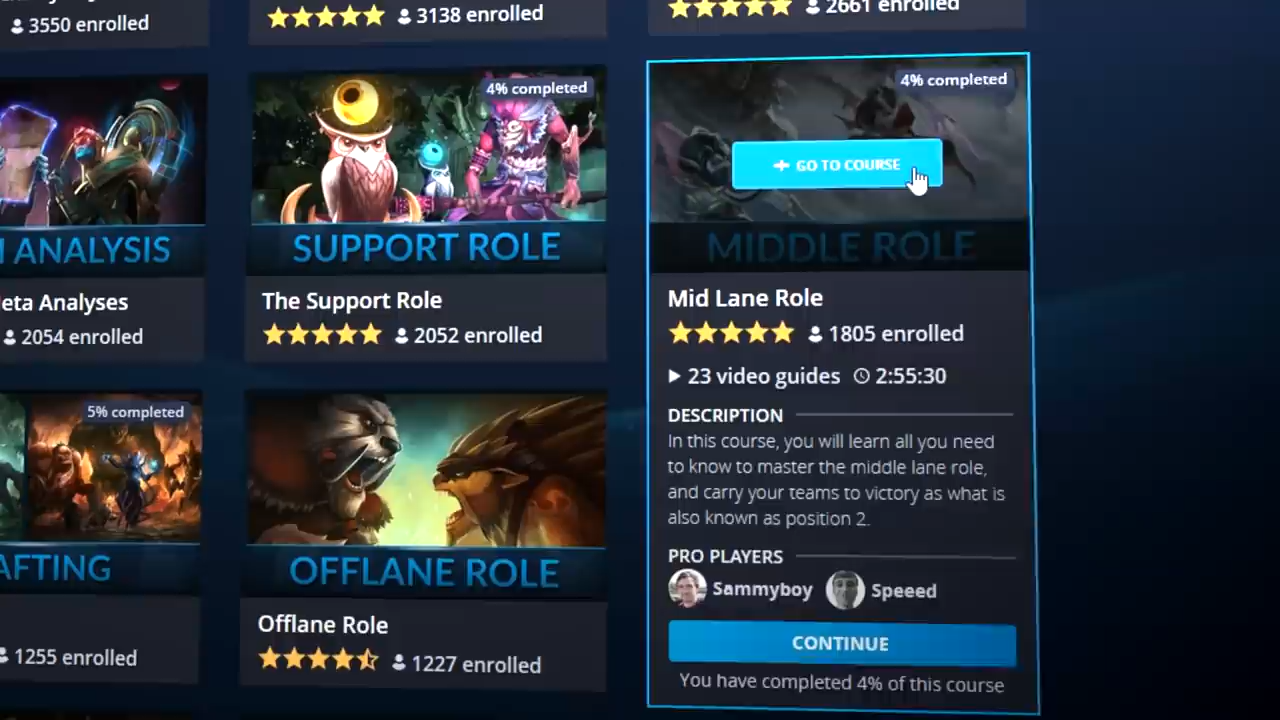 3550 enrolled
3138 enrolled
2661 enrolled
ANALYSIS
Analyses
2054 enrolled
4% completed
SUPPORT ROLE
The Support Role
2052 enrolled
4% completed
GO TO COURSE
MIDDLE ROLE
Mid Lane Role
1805 enrolled
23 video guides 2:55:30
DESCRIPTION
In this course, you will learn all you need
to know to master the middle lane role,
and carry your teams to victory as what is
also known as position 2.
PRO PLAYERS
Sammyboy Speeed
CONTINUE
You have completed 4% of this course
5% completed
AFTING
1255 enrolled
OFFLANE ROLE
Offlane Role
1227 enrolled